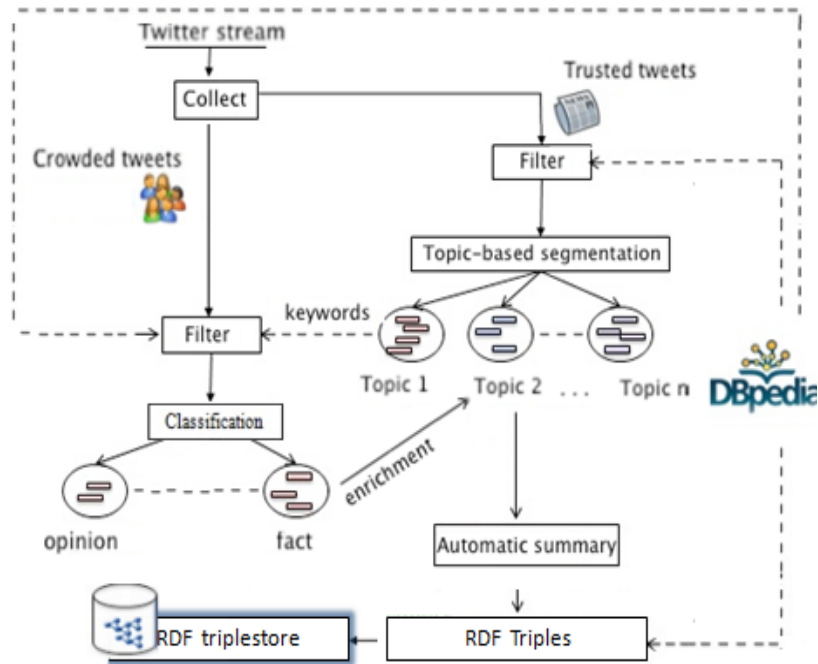 Twitter stream
Collect
Trusted tweets
NEWS
Crowded tweets
Filter
Topic-based segmentation
keywords
Filter
Topic 1
Topic 2
. . .
Topic n
DBpedia
Classification
enrichment
opinion
fact
Automatic summary
RDF triplestore
RDF Triples